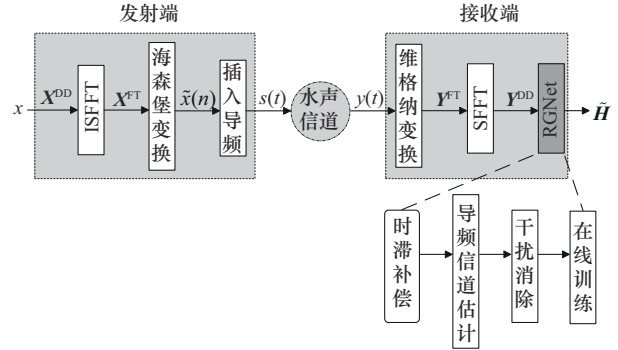 发射端
接收端
x
X^DD
ISFFT
X^FT
海森堡变换
x̃(n)
插入导频
s(t)
水声信道
y(t)
维格纳变换
Y^FT
SFFT
Y^DD
RGNet
H̃
时滞补偿
导频信道估计
干扰消除
在线训练